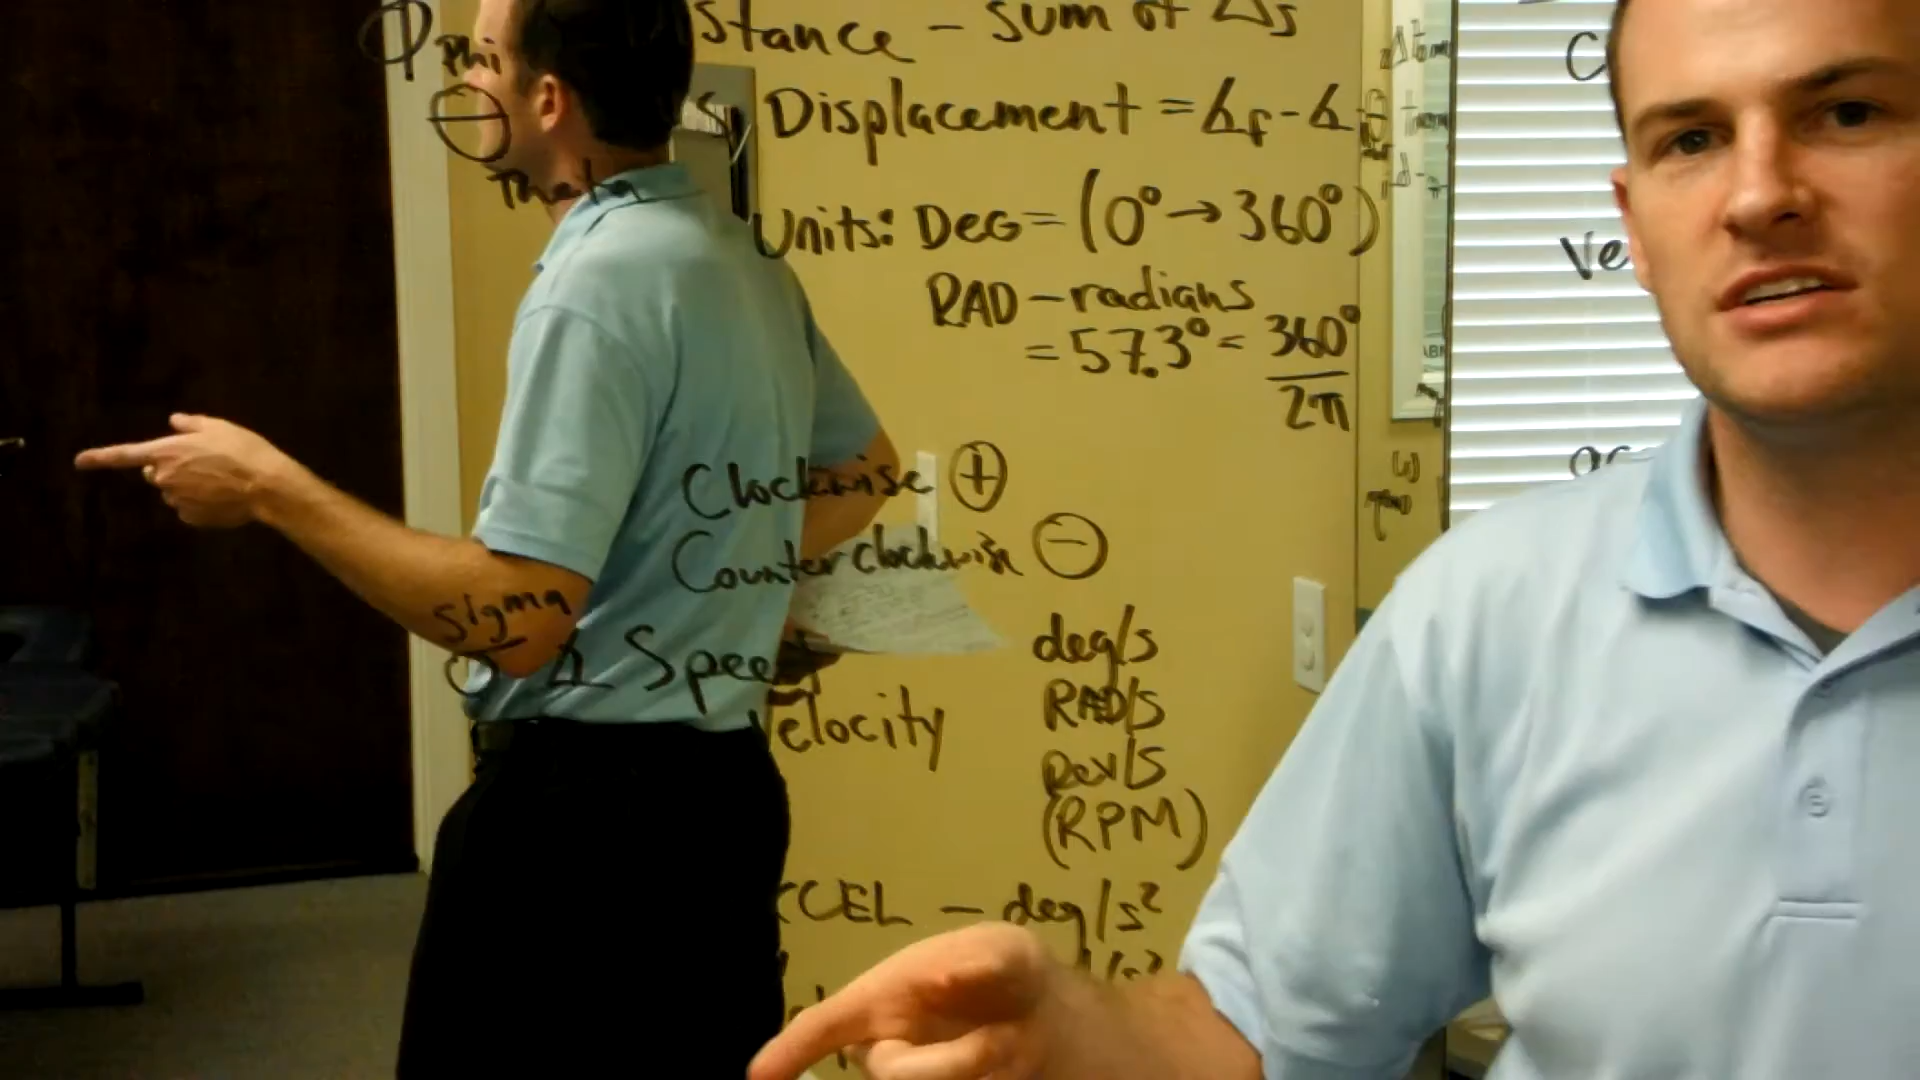 Φ Phi
stance – sum of Δs
Θ Theta
Displacement = ∆f - ∆
Units: DEG = (0° → 360°)
RAD – radians
= 57.3° = 360°
2π
Clockwise +
Counterclockwise −
sigma
σ ∆ Speed
deg/s
Velocity
RAD/s
Rev/s
(RPM)
CCEL – deg/s²
C
Ve